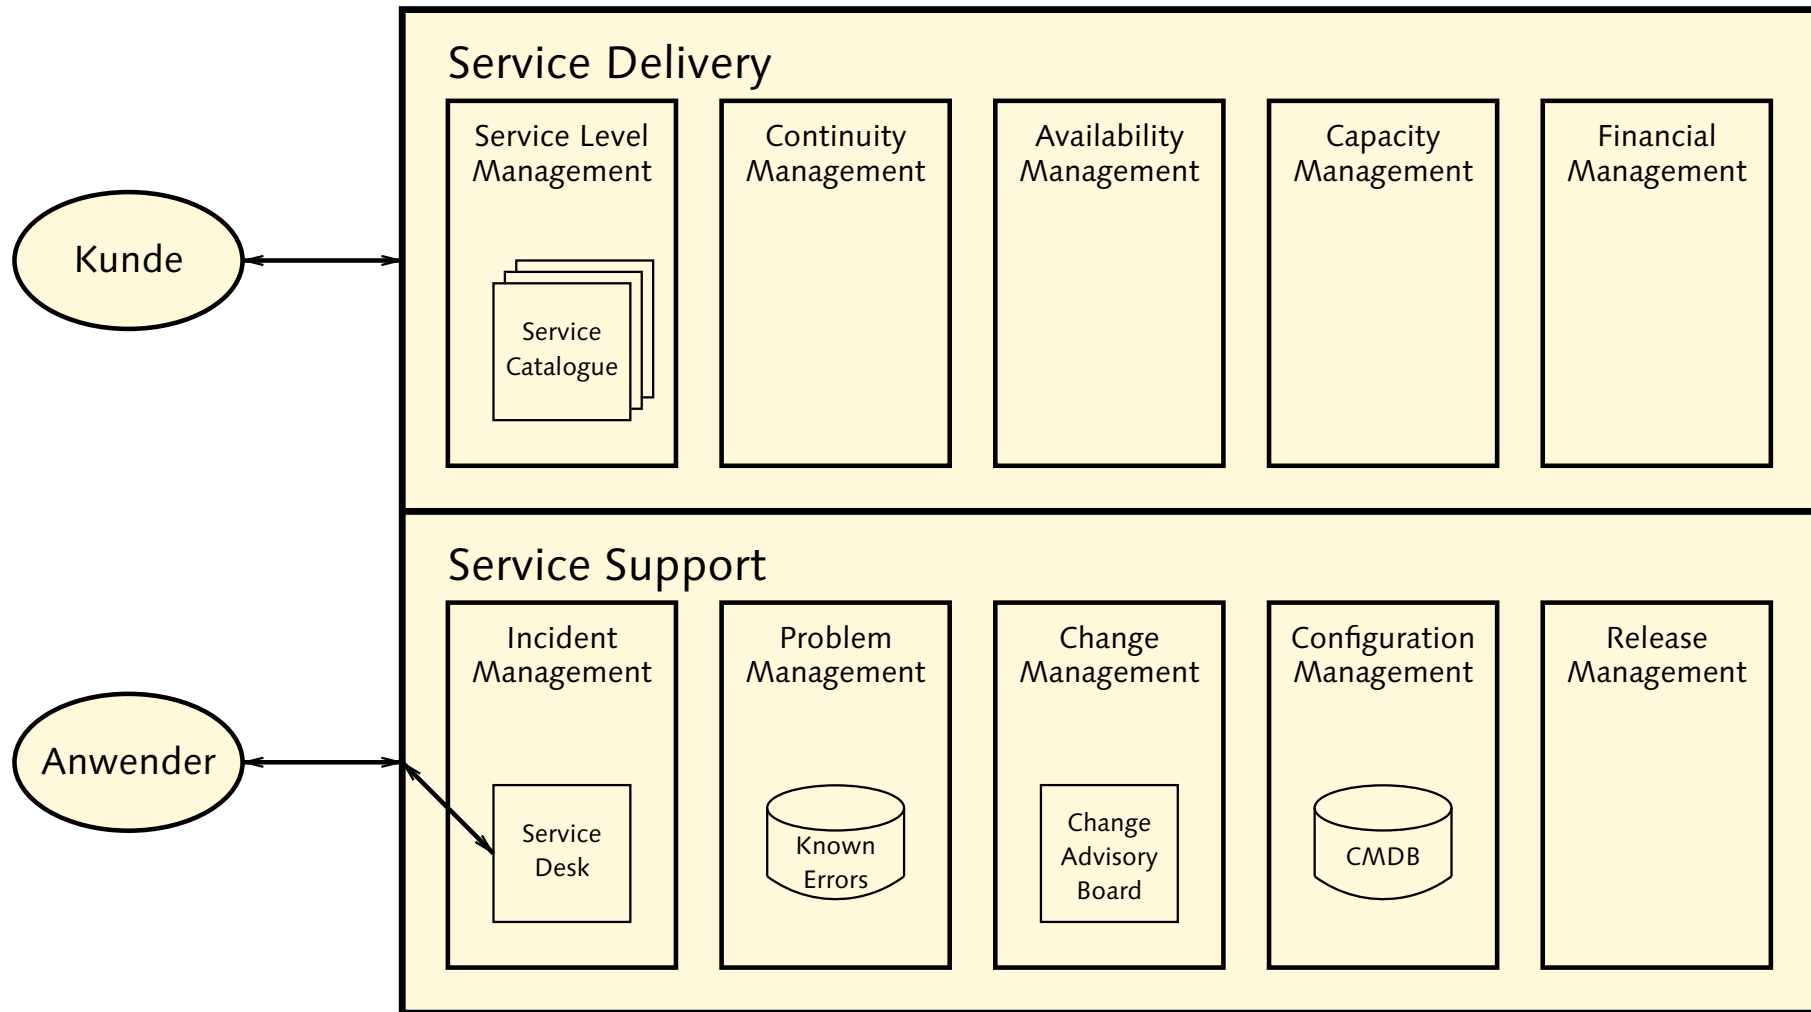 Service Delivery
Service Level
Management
Service
Catalogue
Continuity
Management
Availability
Management
Capacity
Management
Financial
Management
Kunde
Service Support
Incident
Management
Service
Desk
Problem
Management
Known
Errors
Change
Management
Change
Advisory
Board
Configuration
Management
CMDB
Release
Management
Anwender